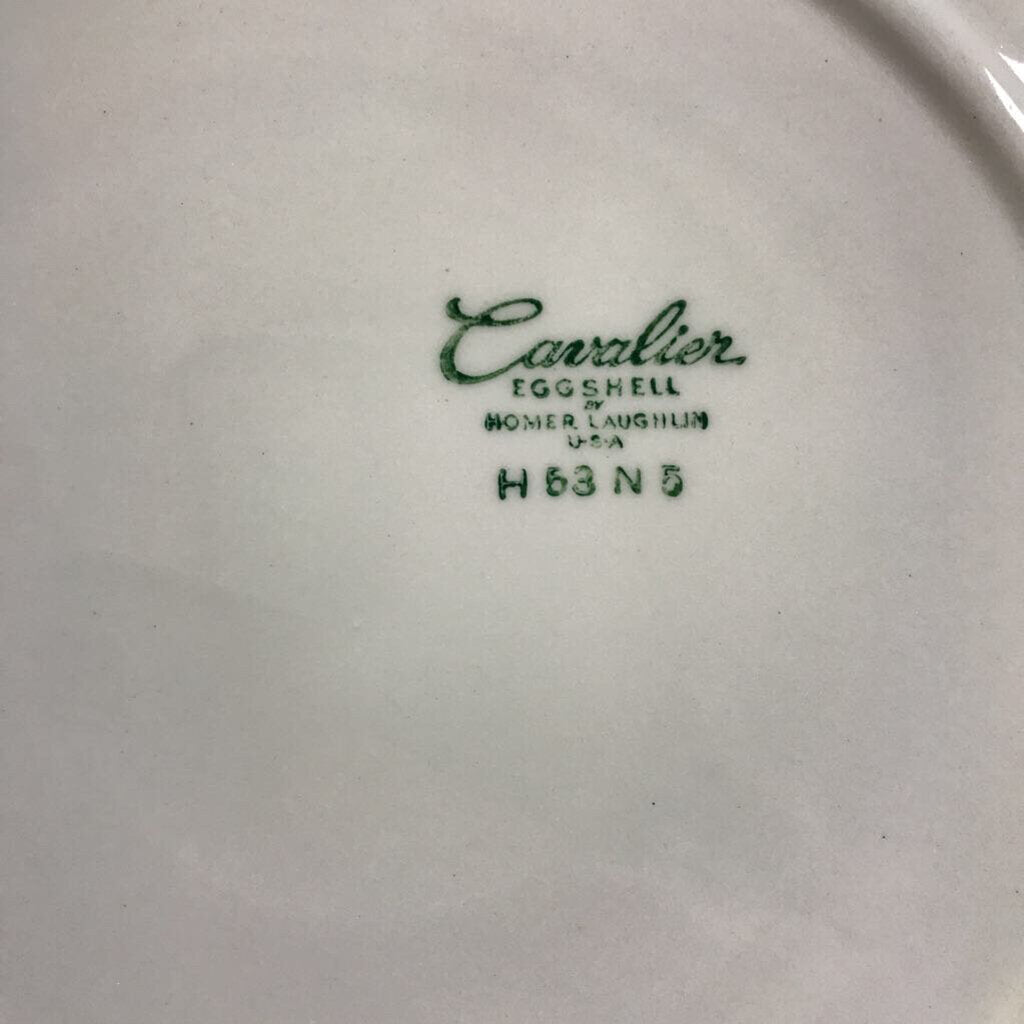 Cavalier
EGGSHELL
BY
HOMER LAUGHLIN
U·S·A
H 53 N 5